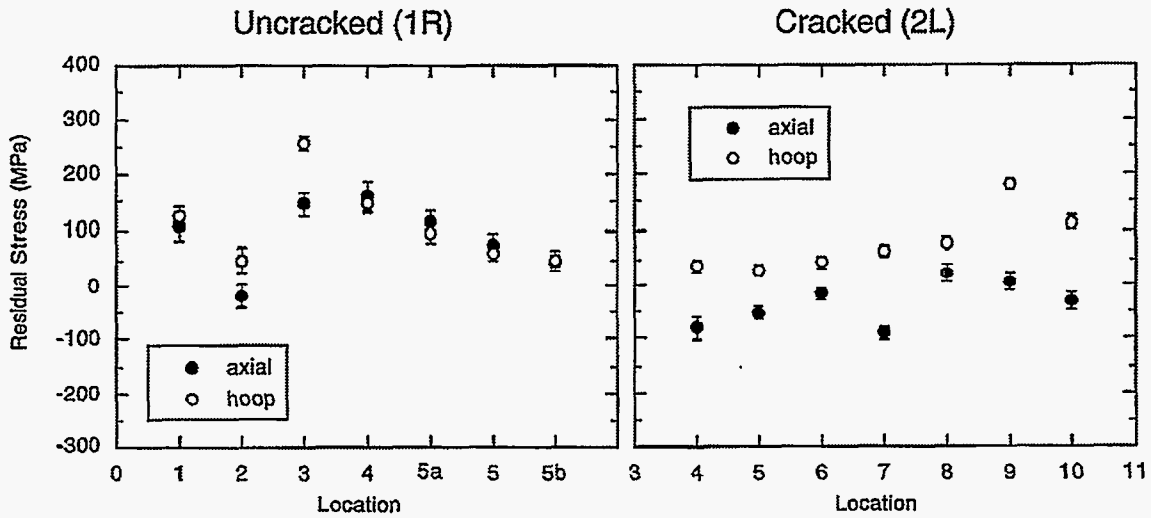 Uncracked (1R)
Cracked (2L)
Residual Stress (MPa)
400
300
200
100
0
-100
-200
-300
axial
hoop
axial
hoop
0 1 2 3 4 5a 5 5b
3 4 5 6 7 8 9 10 11
Location
Location